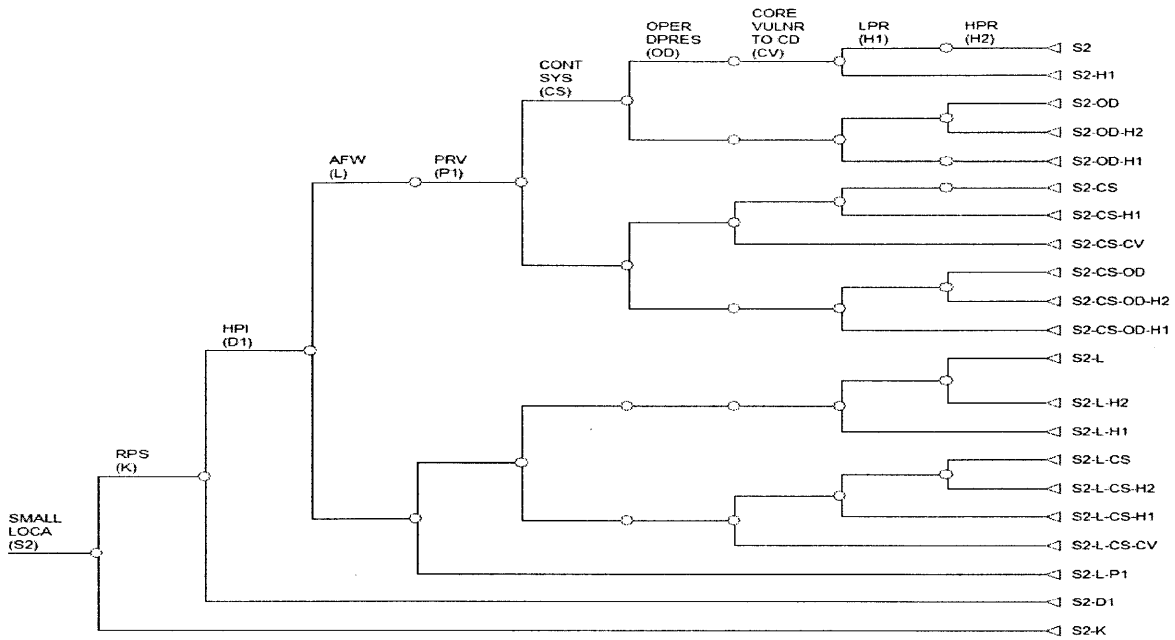 OPER
DPRES
(OD)
CORE
VULNR
TO CD
(CV)
LPR
(H1)
HPR
(H2)
CONT
SYS
(CS)
AFW
(L)
PRV
(P1)
HPI
(D1)
RPS
(K)
SMALL
LOCA
(S2)
S2
S2-H1
S2-OD
S2-OD-H2
S2-OD-H1
S2-CS
S2-CS-H1
S2-CS-CV
S2-CS-OD
S2-CS-OD-H2
S2-CS-OD-H1
S2-L
S2-L-H2
S2-L-H1
S2-L-CS
S2-L-CS-H2
S2-L-CS-H1
S2-L-CS-CV
S2-L-P1
S2-D1
S2-K